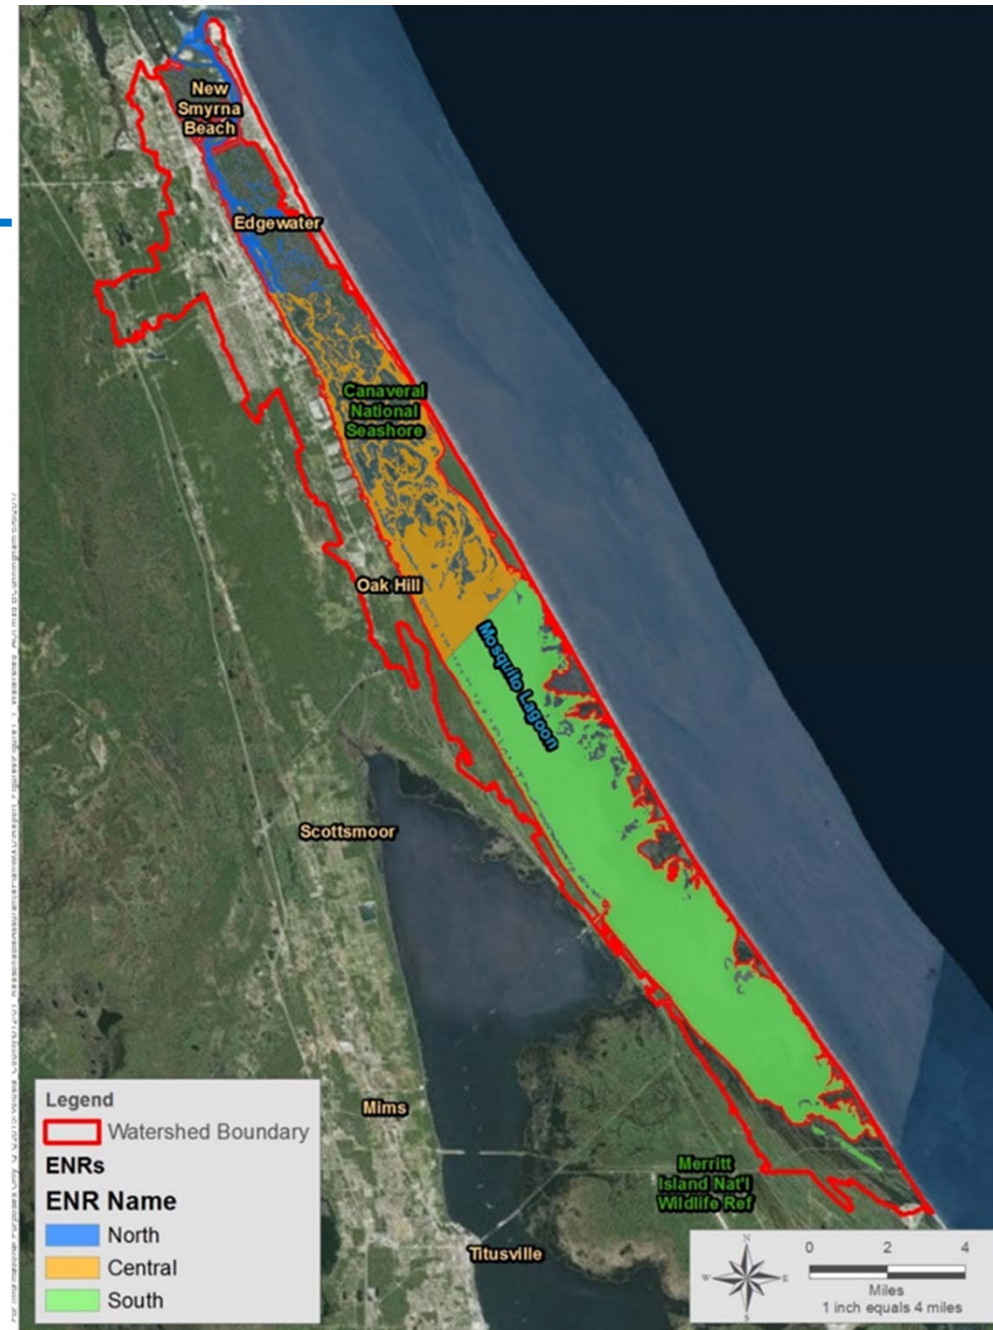 New
Smyrna
Beach
Edgewater
Canaveral
National
Seashore
Oak Hill
Mosquito Lagoon
Scottsmoor
Mims
Merritt
Island Nat'l
Wildlife Ref
Titusville
Legend
Watershed Boundary
ENRs
ENR Name
North
Central
South
N
W
E
S
0 2 4
Miles
1 inch equals 4 miles